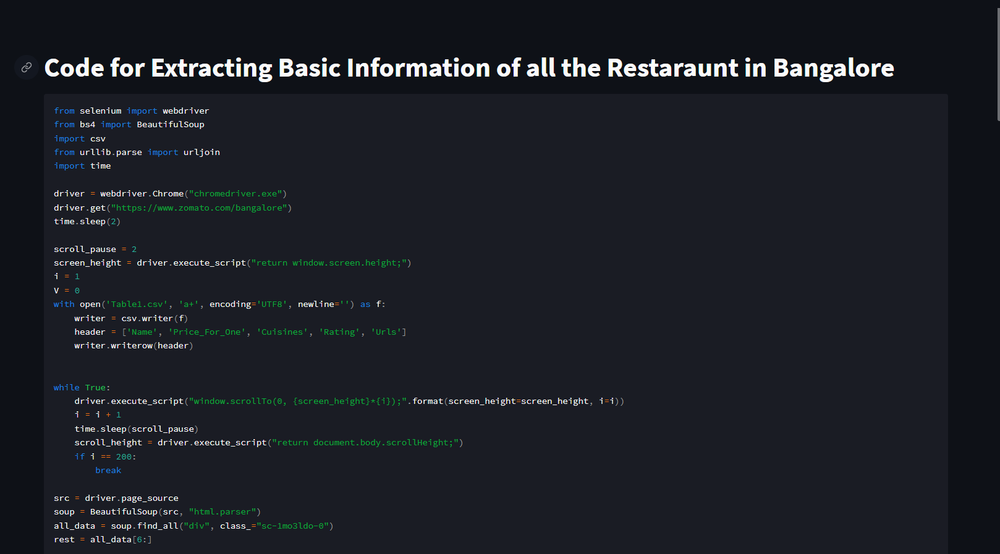 Code for Extracting Basic Information of all the Restaraunt in Bangalore
from selenium import webdriver
from bs4 import BeautifulSoup
import csv
from urllib.parse import urljoin
import time
driver = webdriver.Chrome("chromedriver.exe")
driver.get("https://www.zomato.com/bangalore")
time.sleep(2)
scroll_pause = 2
screen_height = driver.execute_script("return window.screen.height;")
i = 1
V = 0
with open('Table1.csv', 'a+', encoding='UTF8', newline='') as f:
    writer = csv.writer(f)
    header = ['Name', 'Price_For_One', 'Cuisines', 'Rating', 'Urls']
    writer.writerow(header)
while True:
    driver.execute_script("window.scrollTo(0, {screen_height}*{i});".format(screen_height=screen_height, i=i))
    i = i + 1
    time.sleep(scroll_pause)
    scroll_height = driver.execute_script("return document.body.scrollHeight;")
    if i == 200:
        break
src = driver.page_source
soup = BeautifulSoup(src, "html.parser")
all_data = soup.find_all("div", class_="sc-1mo3ldo-0")
rest = all_data[6:]